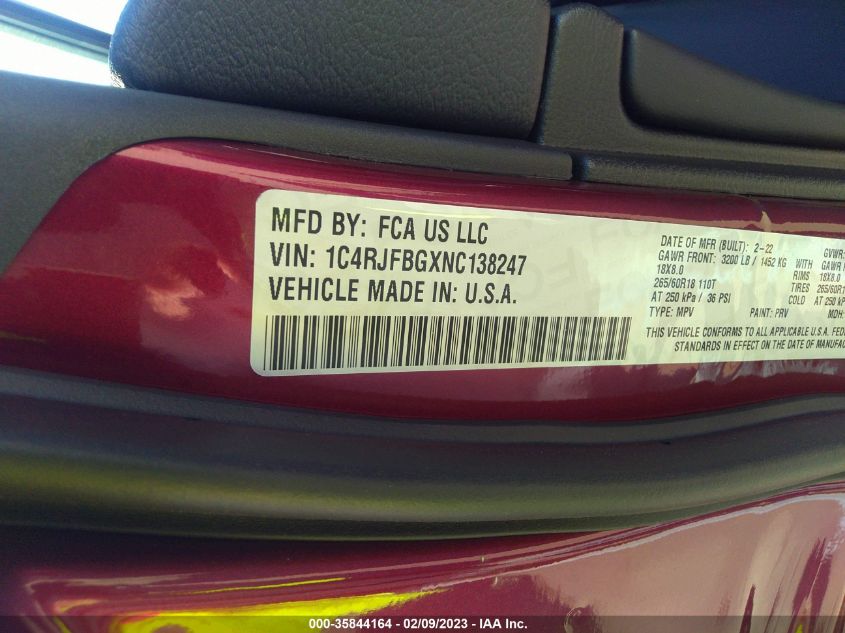 MFD BY: FCA US LLC
VIN: 1C4RJFBGXNC138247
VEHICLE MADE IN: U.S.A.
DATE OF MFR (BUILT): 2-22 GVWR:
GAWR FRONT: 3200 LB / 1452 KG GAWR
18X8.0 RIMS 18X8.0
265/60R18 110T TIRES 265/60R1
AT 250 kPa / 36 PSI COLD AT 250 k
TYPE: MPV PAINT: PRV MDH:
THIS VEHICLE CONFORMS TO ALL APPLICABLE U.S.A. FEDE
STANDARDS IN EFFECT ON THE DATE OF MANUFAC
000-35844164 - 02/09/2023 - IAA Inc.